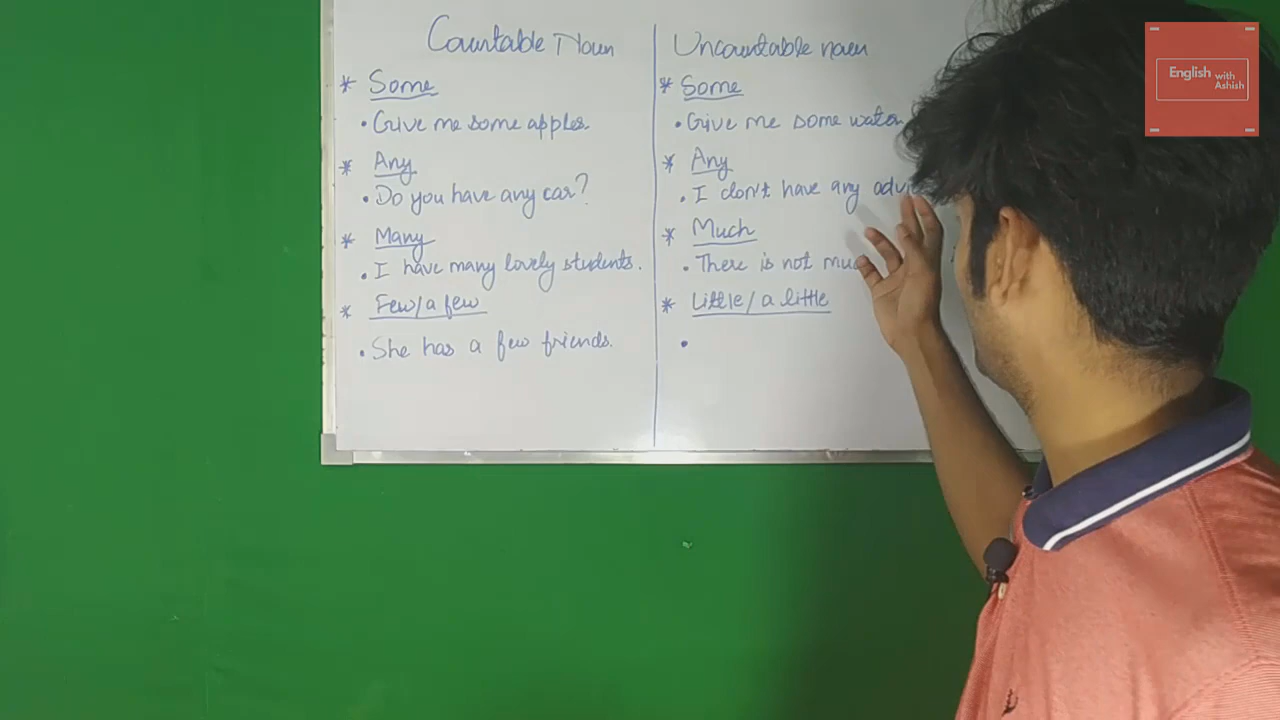 Countable Noun
* Some
• Give me some apples.
* Any
• Do you have any car?
* Many
• I have many lovely students.
* Few/a few
• She has a few friends.
Uncountable noun
* Some
• Give me some water
* Any
• I don't have any
* Much
• There is not
* Little/a little
•
English with Ashish